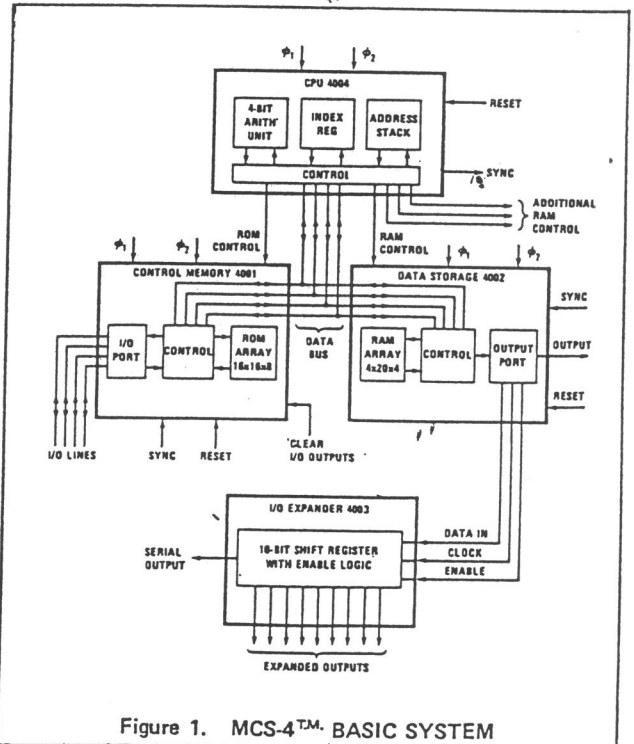 ϕ1 ϕ2
CPU 4004
4-BIT
ARITH'
UNIT
INDEX
REG
ADDRESS
STACK
CONTROL
RESET
SYNC
ADDITIONAL
RAM
CONTROL
ROM
CONTROL
RAM
CONTROL
ϕ1 ϕ2
CONTROL MEMORY 4001
I/O
PORT
CONTROL
ROM
ARRAY
16x16x8
DATA
BUS
I/O LINES
SYNC
RESET
CLEAR
I/O OUTPUTS
ϕ1 ϕ2
DATA STORAGE 4002
RAM
ARRAY
4x20x4
CONTROL
OUTPUT
PORT
SYNC
OUTPUT
RESET
I/O EXPANDER 4003
10-BIT SHIFT REGISTER
WITH ENABLE LOGIC
SERIAL
OUTPUT
DATA IN
CLOCK
ENABLE
EXPANDED OUTPUTS
Figure 1. MCS-4T.M. BASIC SYSTEM